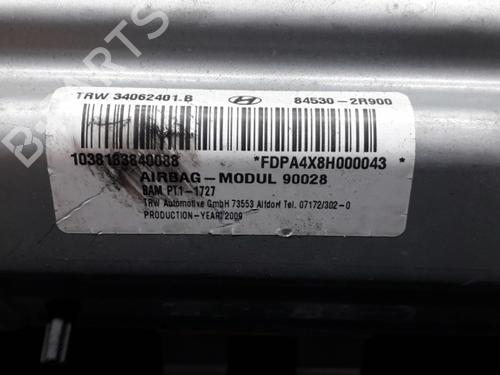 TRW 34062401-B 84530-2R900
1038183840088 *FDPA4X8H000043*
AIRBAG-MODUL 90028
BAM PT1-1727
TRW Automotive GmbH 73553 Alfdorf Tel. 07172/302-0
PRODUCTION-YEAR: 2009